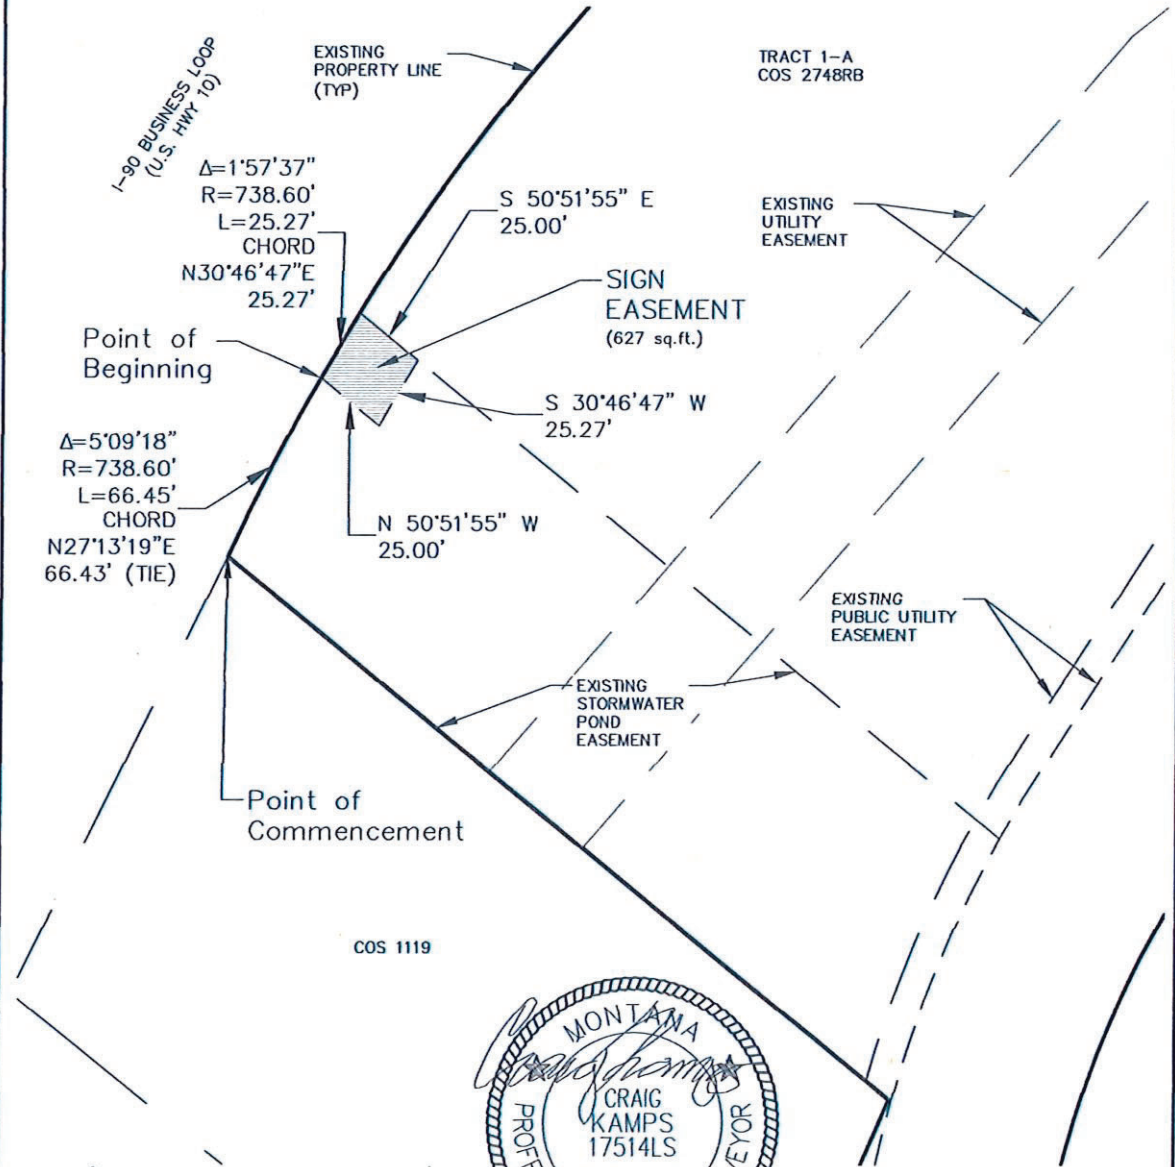 I-90 BUSINESS LOOP
(U.S. HWY 10)
EXISTING
PROPERTY LINE
(TYP)
TRACT 1-A
COS 2748RB
Δ=1°57'37"
R=738.60'
L=25.27'
CHORD
N30°46'47"E
25.27'
S 50°51'55" E
25.00'
EXISTING
UTILITY
EASEMENT
SIGN
EASEMENT
(627 sq.ft.)
Point of
Beginning
S 30°46'47" W
25.27'
Δ=5°09'18"
R=738.60'
L=66.45'
CHORD
N27°13'19"E
66.43' (TIE)
N 50°51'55" W
25.00'
EXISTING
PUBLIC UTILITY
EASEMENT
EXISTING
STORMWATER
POND
EASEMENT
Point of
Commencement
COS 1119
MONTANA
CRAIG
KAMPS
17514LS